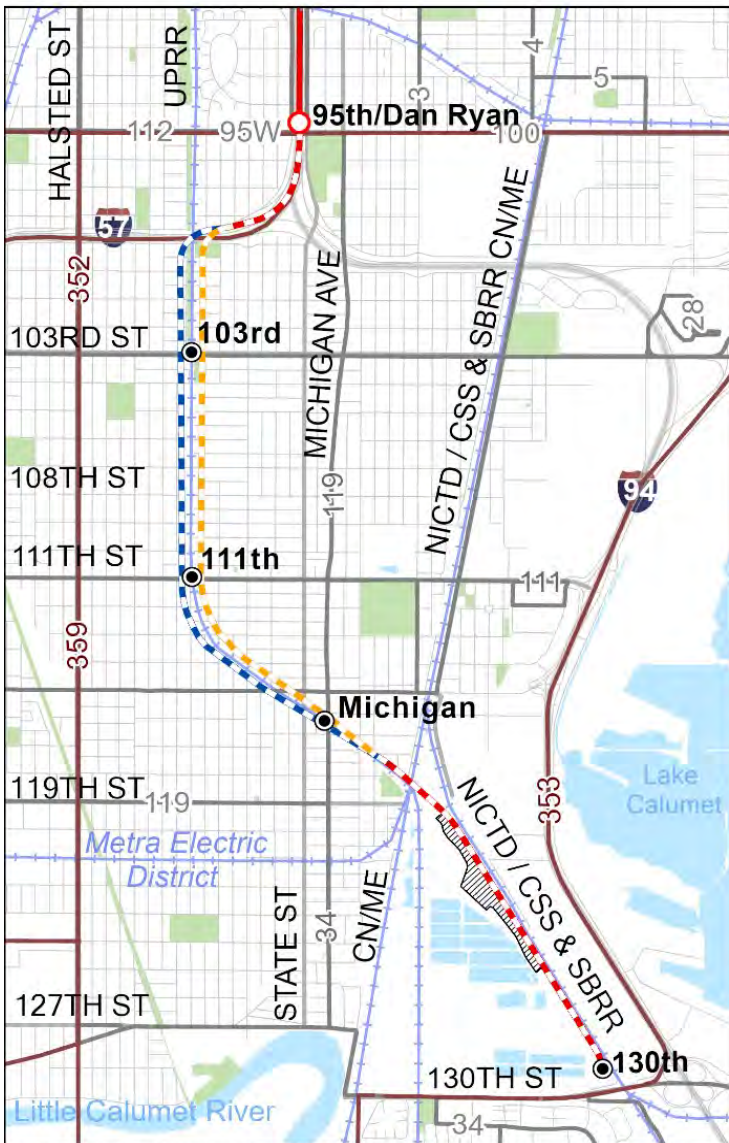 HALSTED ST
UPRR
4
3
5
95th/Dan Ryan
112
95W
100
57
352
MICHIGAN AVE
NICTD / CSS & SBRR CN/ME
28
103RD ST
103rd
108TH ST
119
94
111TH ST
111th
111
359
Michigan
Lake
Calumet
353
119TH ST
119
NICTD / CSS & SBRR
Metra Electric
District
CN/ME
STATE ST
34
127TH ST
130th
130TH ST
Little Calumet River
34